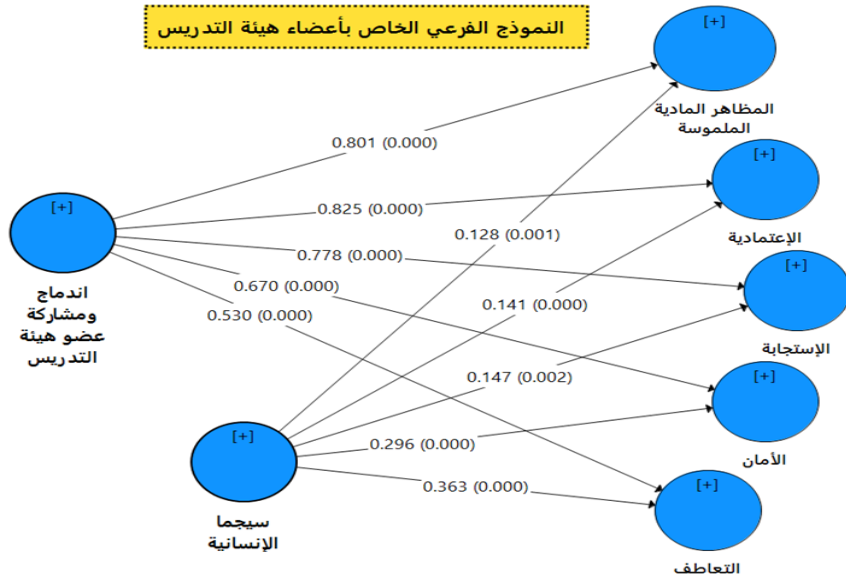 النموذج الفرعي الخاص بأعضاء هيئة التدريس
[+]
المظاهر المادية
الملموسة
0.801 (0.000)
[+]
[+]
0.825 (0.000)
الإعتمادية
0.128 (0.001)
0.778 (0.000)
[+]
0.670 (0.000)
اندماج
ومشاركة
عضو هيئة
التدريس
0.141 (0.000)
0.530 (0.000)
الإستجابة
0.147 (0.002)
[+]
[+]
0.296 (0.000)
الأمان
0.363 (0.000)
[+]
سيجما
الإنسانية
التعاطف